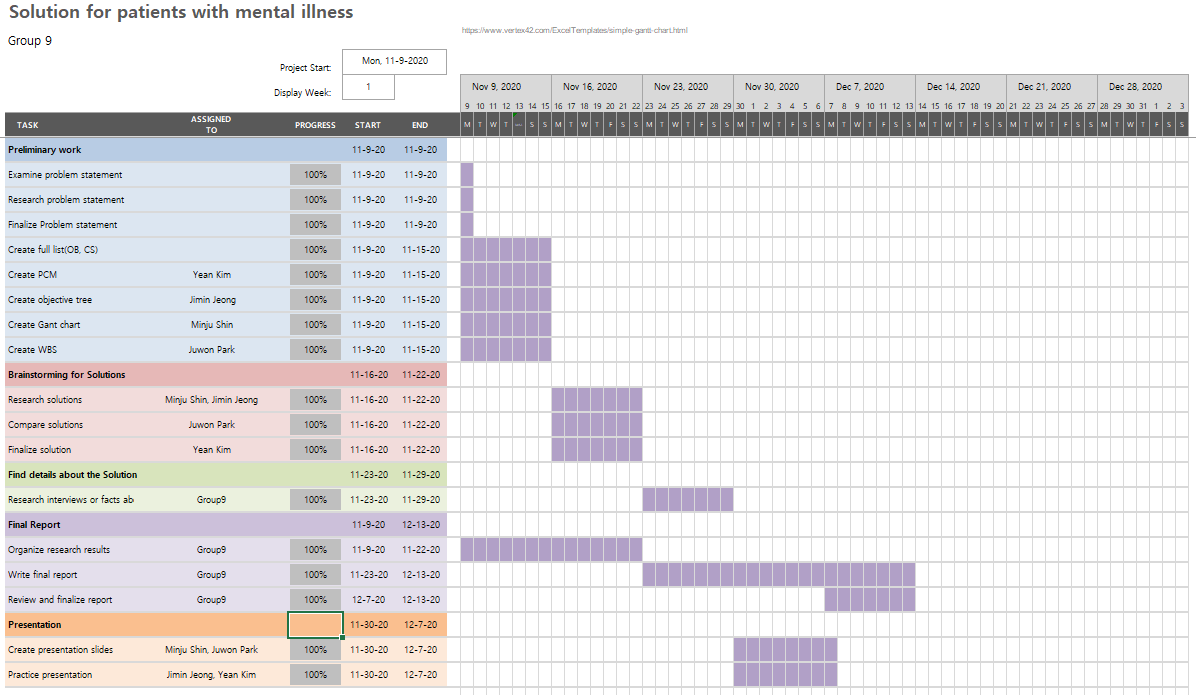 Solution for patients with mental illness
https://www.vertex42.com/ExcelTemplates/simple-gantt-chart.html
Group 9
Project Start: Mon, 11-9-2020
Display Week: 1
Nov 9, 2020 Nov 16, 2020 Nov 23, 2020 Nov 30, 2020 Dec 7, 2020 Dec 14, 2020 Dec 21, 2020 Dec 28, 2020
9 10 11 12 13 14 15 16 17 18 19 20 21 22 23 24 25 26 27 28 29 30 1 2 3 4 5 6 7 8 9 10 11 12 13 14 15 16 17 18 19 20 21 22 23 24 25 26 27 28 29 30 31 1 2 3
TASK ASSIGNED TO PROGRESS START END M T W T S S M T W T F S S M T W T F S S M T W T F S S M T W T F S S M T W T F S S M T W T F S S M T W T F S S
Preliminary work 11-9-20 11-9-20
Examine problem statement 100% 11-9-20 11-9-20
Research problem statement 100% 11-9-20 11-9-20
Finalize Problem statement 100% 11-9-20 11-9-20
Create full list(OB, CS) 100% 11-9-20 11-15-20
Create PCM Yean Kim 100% 11-9-20 11-15-20
Create objective tree Jimin Jeong 100% 11-9-20 11-15-20
Create Gant chart Minju Shin 100% 11-9-20 11-15-20
Create WBS Juwon Park 100% 11-9-20 11-15-20
Brainstorming for Solutions 11-16-20 11-22-20
Research solutions Minju Shin, Jimin Jeong 100% 11-16-20 11-22-20
Compare solutions Juwon Park 100% 11-16-20 11-22-20
Finalize solution Yean Kim 100% 11-16-20 11-22-20
Find details about the Solution 11-23-20 11-29-20
Research interviews or facts ab Group9 100% 11-23-20 11-29-20
Final Report 11-9-20 12-13-20
Organize research results Group9 100% 11-9-20 11-22-20
Write final report Group9 100% 11-23-20 12-13-20
Review and finalize report Group9 100% 12-7-20 12-13-20
Presentation 11-30-20 12-7-20
Create presentation slides Minju Shin, Juwon Park 100% 11-30-20 12-7-20
Practice presentation Jimin Jeong, Yean Kim 100% 11-30-20 12-7-20